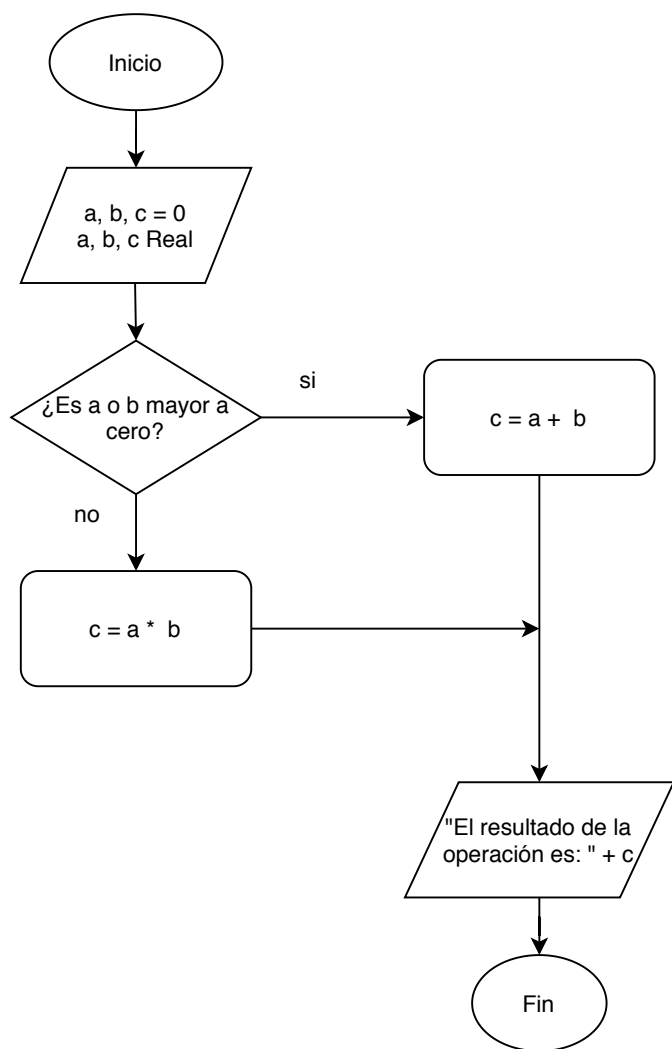 Inicio
a, b, c = 0
a, b, c Real
¿Es a o b mayor a
cero?
si
c = a + b
no
c = a * b
"El resultado de la
operación es: " + c
Fin